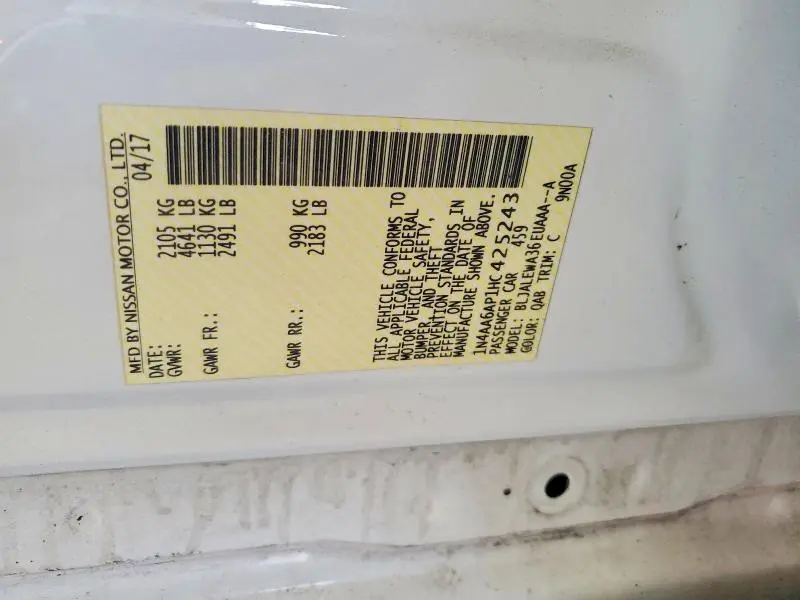 MFD BY NISSAN MOTOR CO., LTD.
DATE: 04/17
GVWR: 2105 KG
4641 LB
GAWR FR.: 1130 KG
2491 LB
GAWR RR.: 990 KG
2183 LB
THIS VEHICLE CONFORMS TO
ALL APPLICABLE FEDERAL
MOTOR VEHICLE SAFETY,
BUMPER, AND THEFT
PREVENTION STANDARDS IN
EFFECT ON THE DATE OF
MANUFACTURE SHOWN ABOVE.
1N4AA6AP1HC425243
PASSENGER CAR 459
MODEL: BLJALEWA36EUAAA--A
COLOR: QAB TRIM: C 9N00A